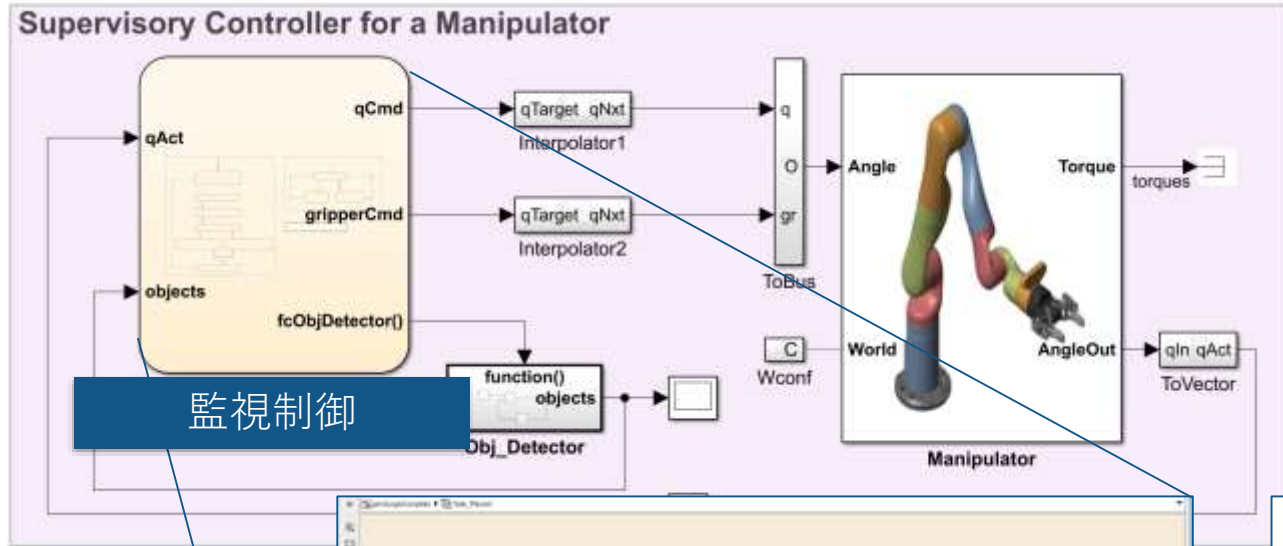 Supervisory Controller for a Manipulator
qAct
objects
qCmd
gripperCmd
fcObjDetector()
監視制御
qTarget qNxt
Interpolator1
qTarget qNxt
Interpolator2
function()
objects
Obj_Detector
q
O
gr
ToBus
C
Wconf
Angle
World
Torque
AngleOut
Manipulator
torques
qIn qAct
ToVector